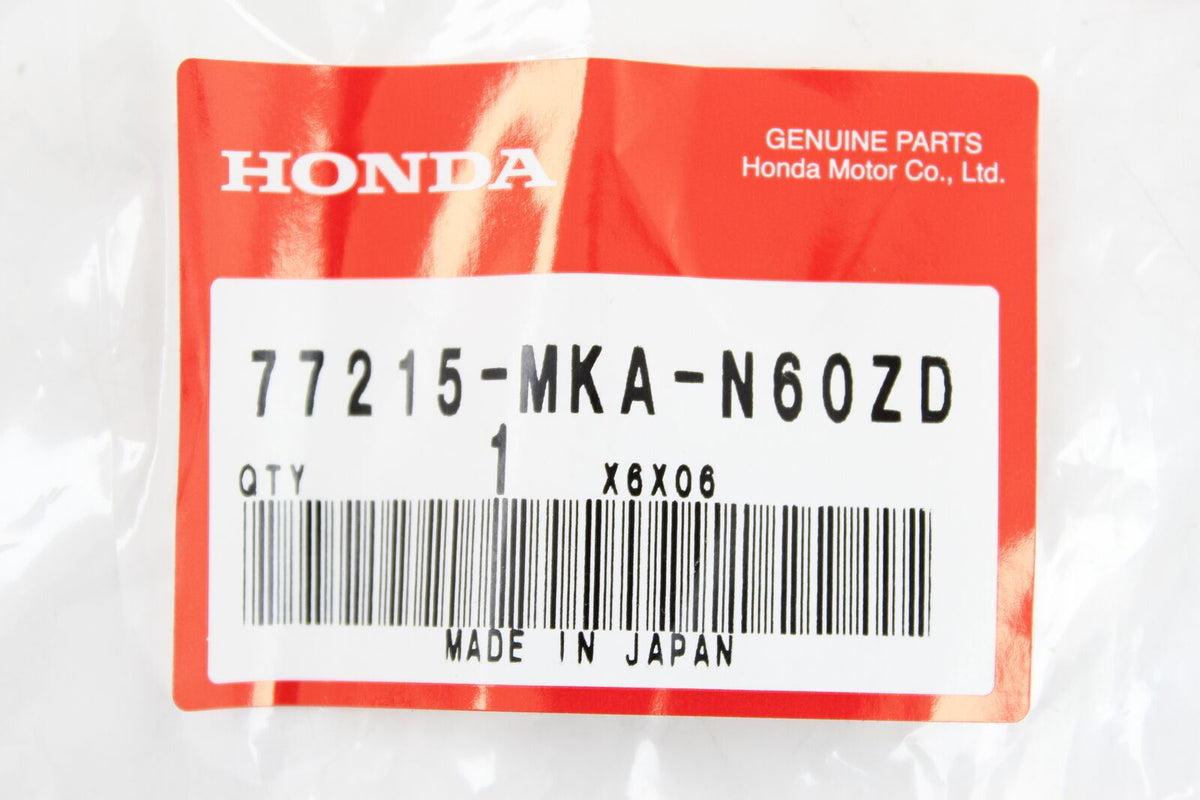 HONDA
GENUINE PARTS
Honda Motor Co., Ltd.
77215-MKA-N60ZD
QTY 1 X6X06
MADE IN JAPAN